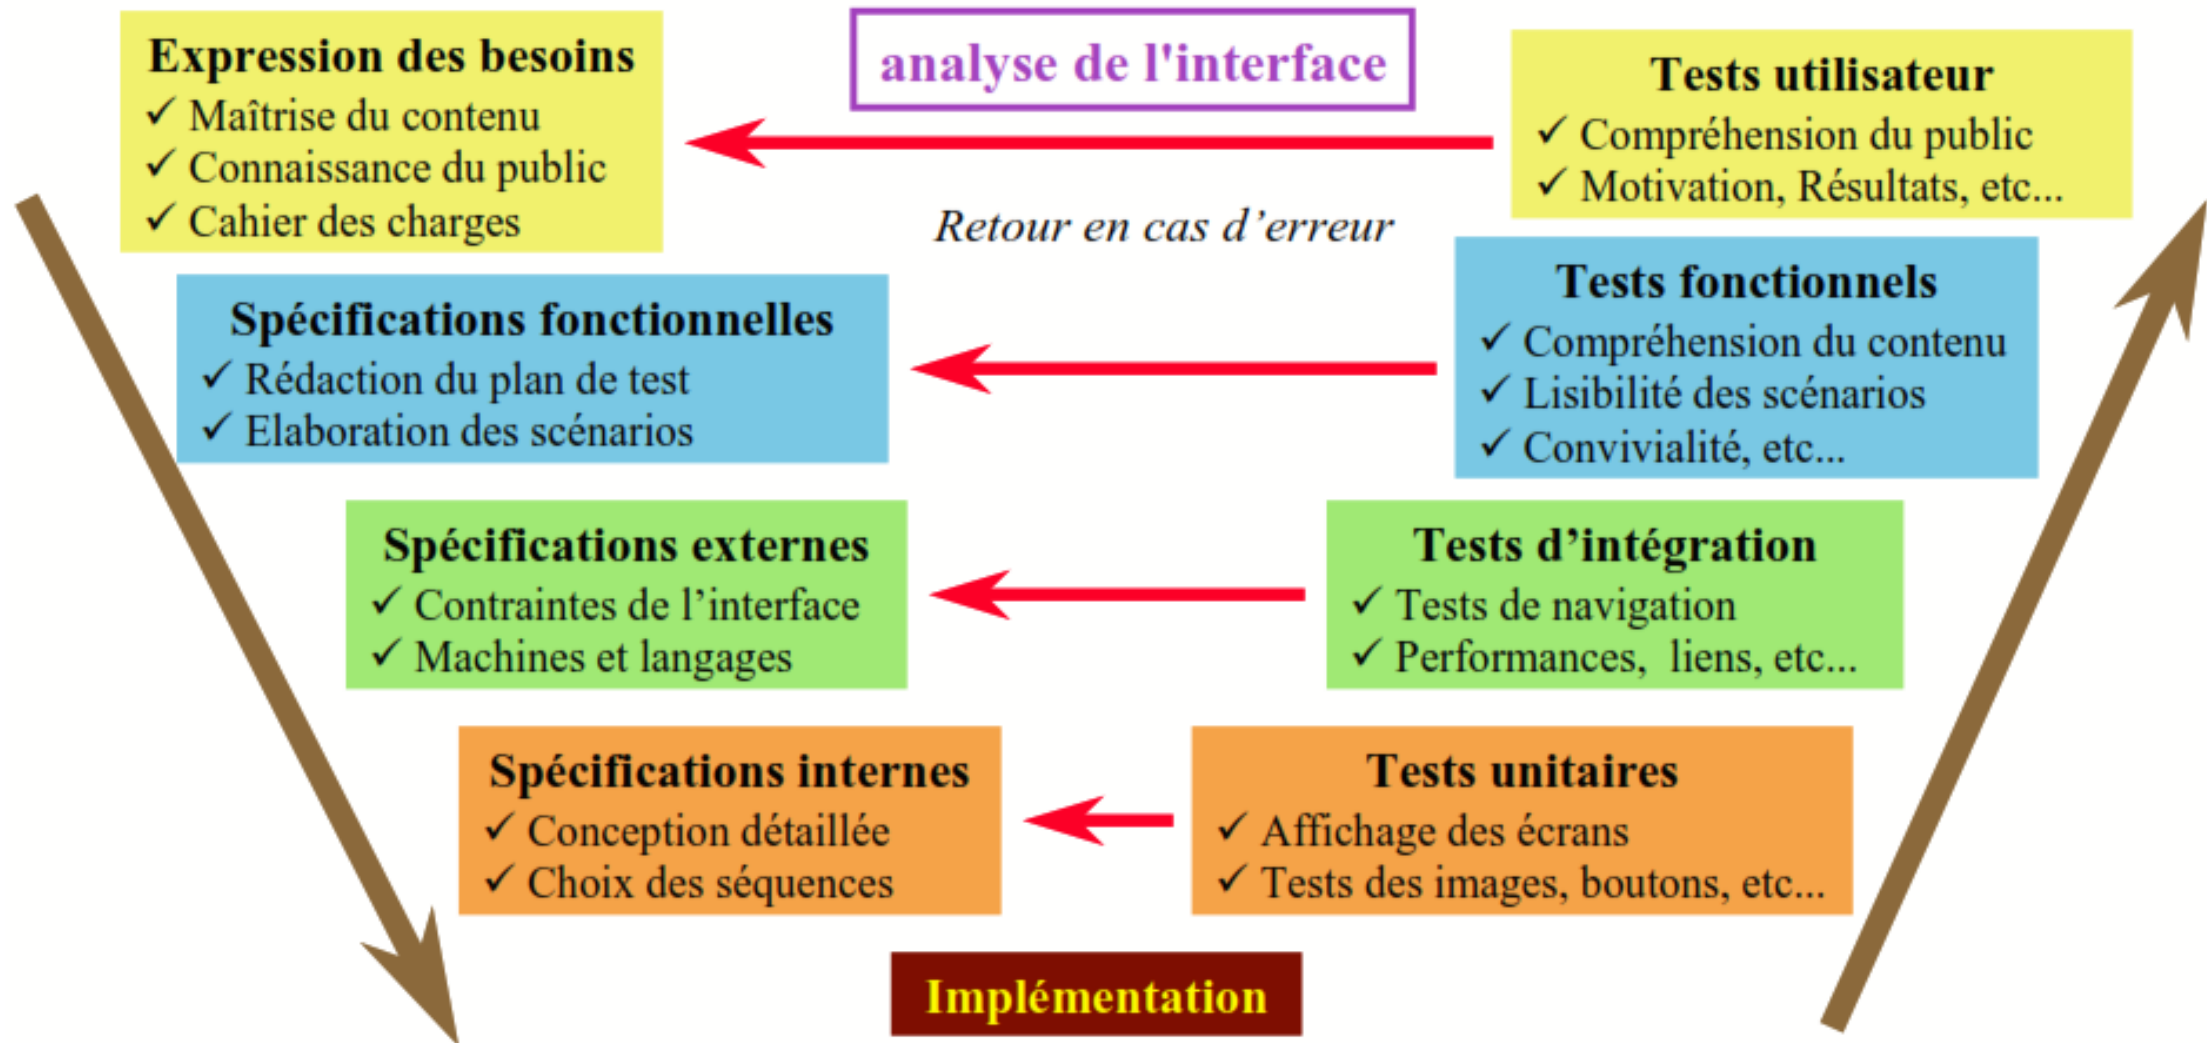 Expression des besoins
✓ Maîtrise du contenu
✓ Connaissance du public
✓ Cahier des charges
analyse de l'interface
Retour en cas d’erreur
Tests utilisateur
✓ Compréhension du public
✓ Motivation, Résultats, etc...
Spécifications fonctionnelles
✓ Rédaction du plan de test
✓ Elaboration des scénarios
Tests fonctionnels
✓ Compréhension du contenu
✓ Lisibilité des scénarios
✓ Convivialité, etc...
Spécifications externes
✓ Contraintes de l’interface
✓ Machines et langages
Tests d’intégration
✓ Tests de navigation
✓ Performances, liens, etc...
Spécifications internes
✓ Conception détaillée
✓ Choix des séquences
Tests unitaires
✓ Affichage des écrans
✓ Tests des images, boutons, etc...
Implémentation